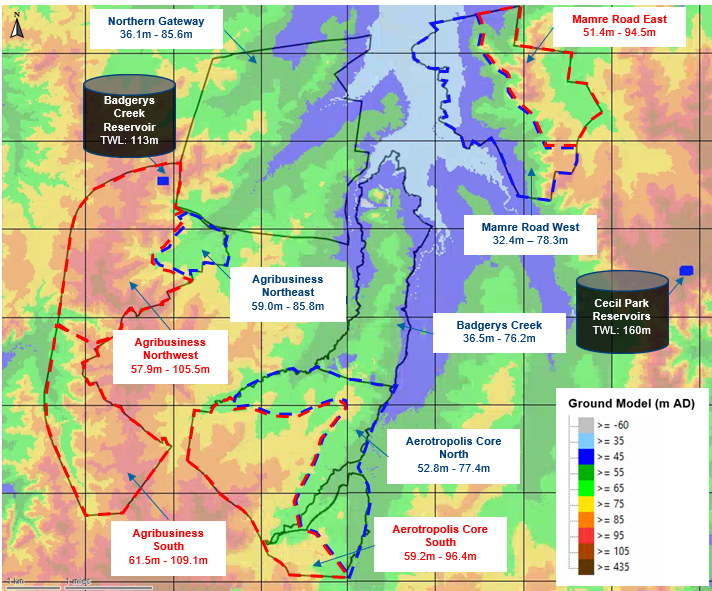 N
Northern Gateway
36.1m - 85.6m
Mamre Road East
51.4m - 94.5m
Badgerys
Creek
Reservoir
TWL: 113m
Mamre Road West
32.4m – 78.3m
Agribusiness
Northeast
59.0m - 85.8m
Cecil Park
Reservoirs
TWL: 160m
Badgerys Creek
36.5m - 76.2m
Agribusiness
Northwest
57.9m - 105.5m
Ground Model (m AD)
>= -60
>= 35
>= 45
>= 55
>= 65
>= 75
>= 85
>= 95
>= 105
>= 435
Aerotropolis Core
North
52.8m - 77.4m
Agribusiness
South
61.5m - 109.1m
Aerotropolis Core
South
59.2m - 96.4m
1 km
1 miles